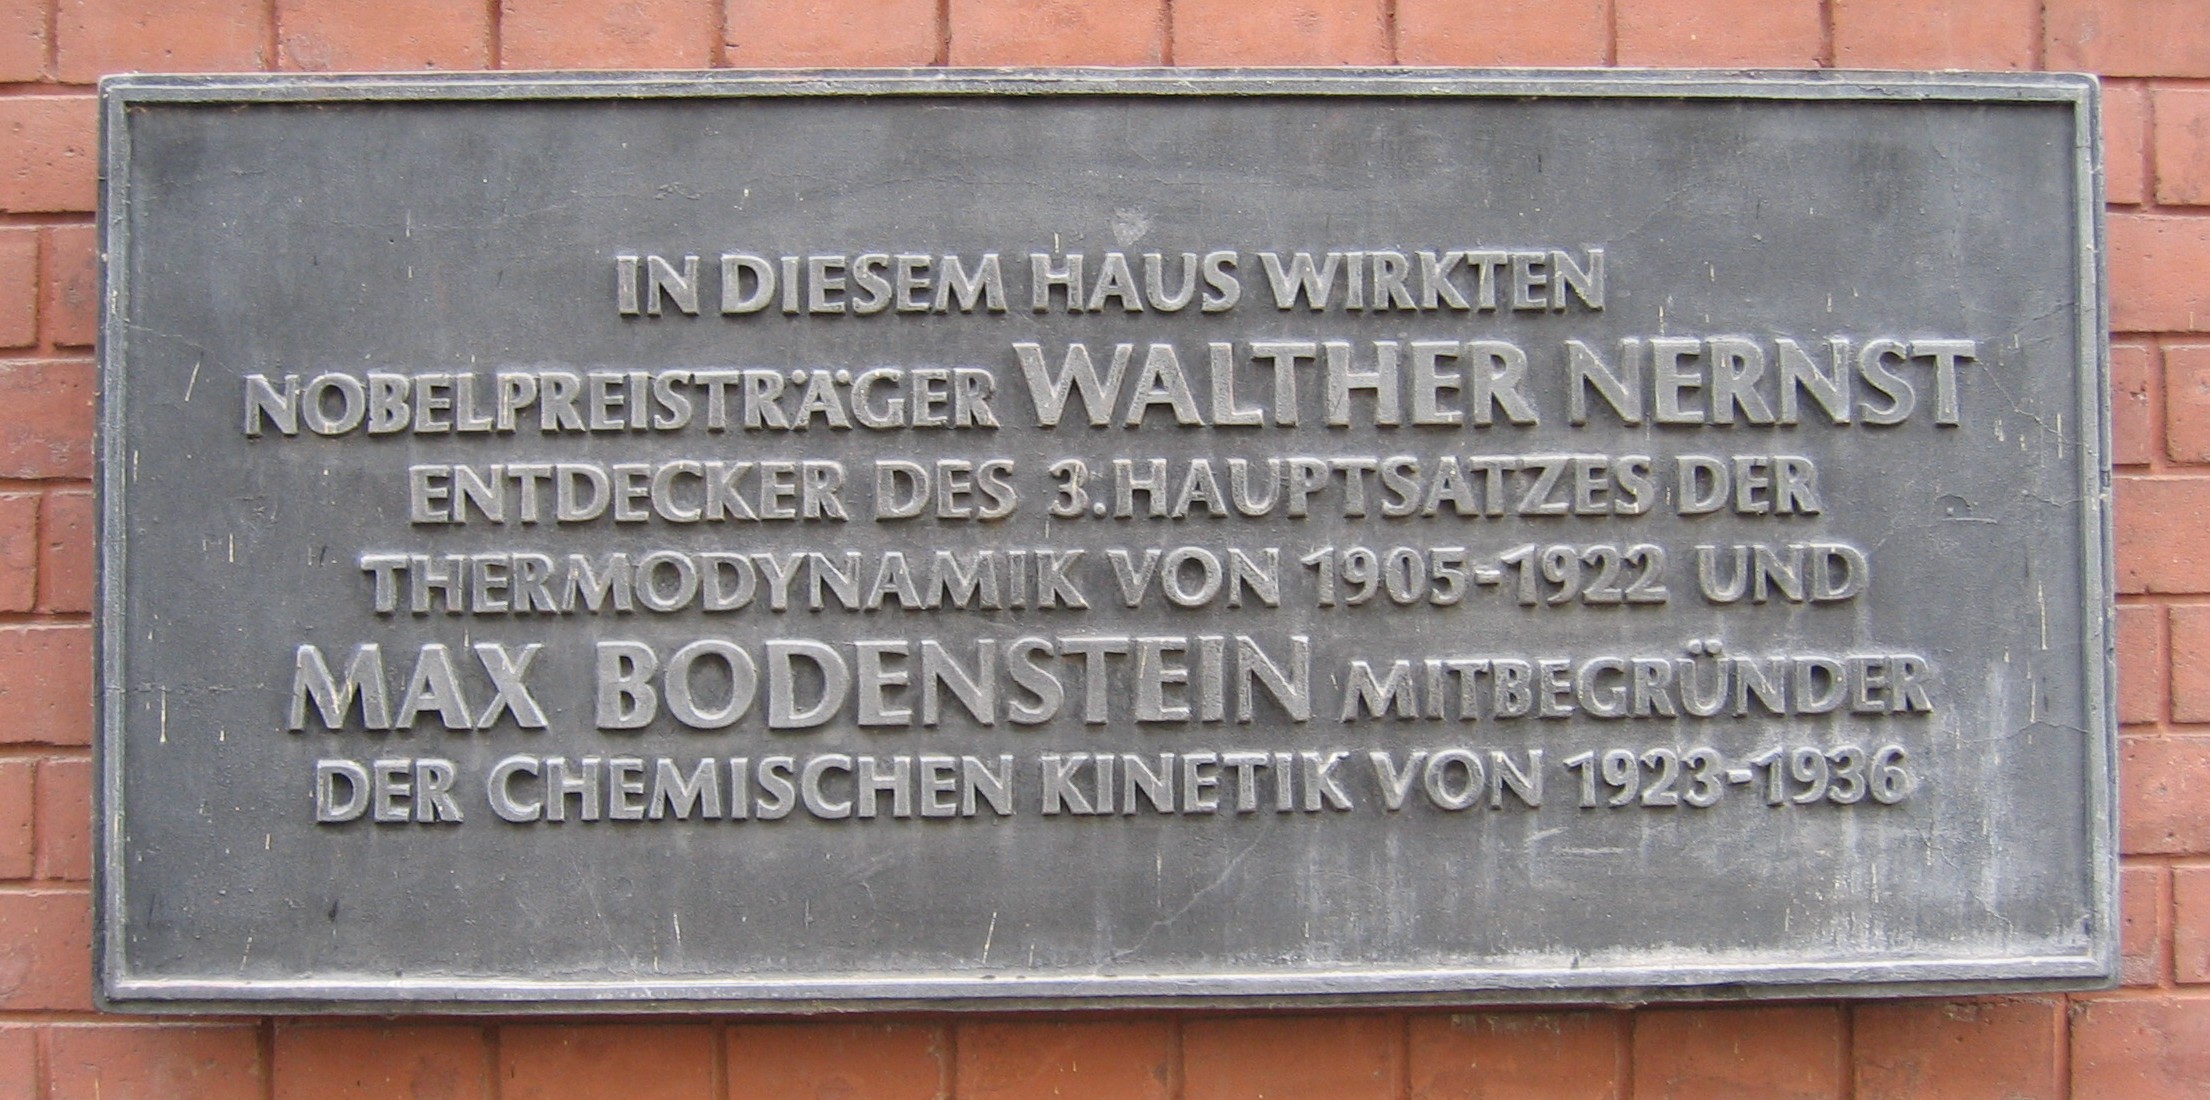 IN DIESEM HAUS WIRKTEN
NOBELPREISTRÄGER WALTHER NERNST
ENTDECKER DES 3. HAUPTSATZES DER
THERMODYNAMIK VON 1905-1922 UND
MAX BODENSTEIN MITBEGRÜNDER
DER CHEMISCHEN KINETIK VON 1923-1936